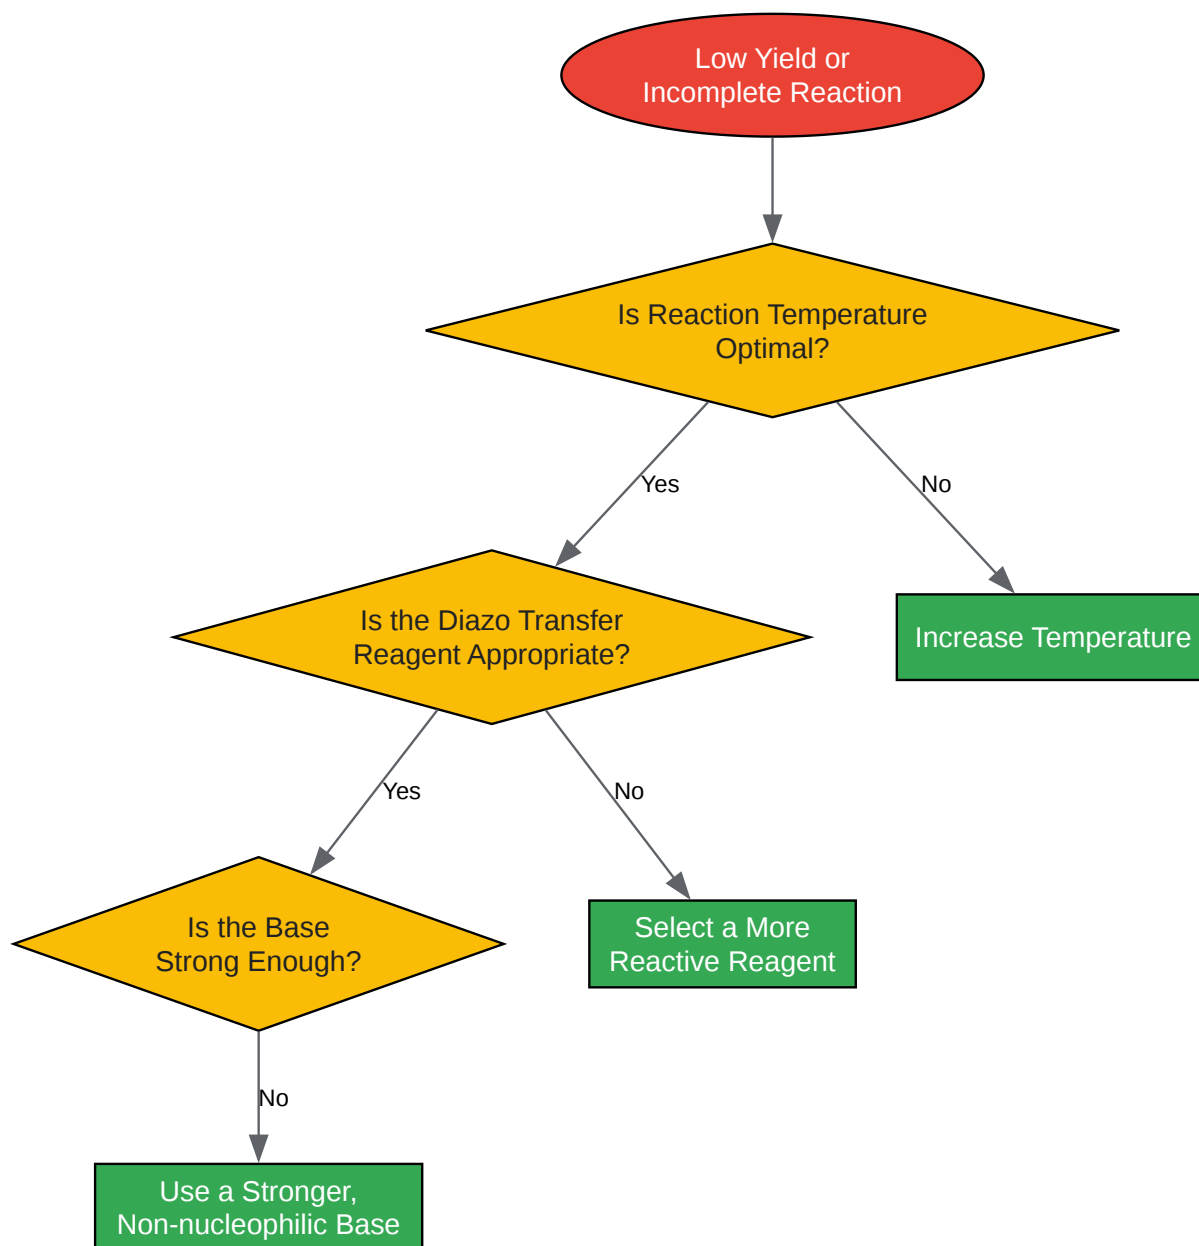 Low Yield or
Incomplete Reaction
Is Reaction Temperature
Optimal?
Yes
No
Is the Diazo Transfer
Reagent Appropriate?
Increase Temperature
Yes
No
Is the Base
Strong Enough?
Select a More
Reactive Reagent
No
Use a Stronger,
Non-nucleophilic Base